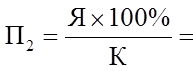 П₂ = Я×100% / К =